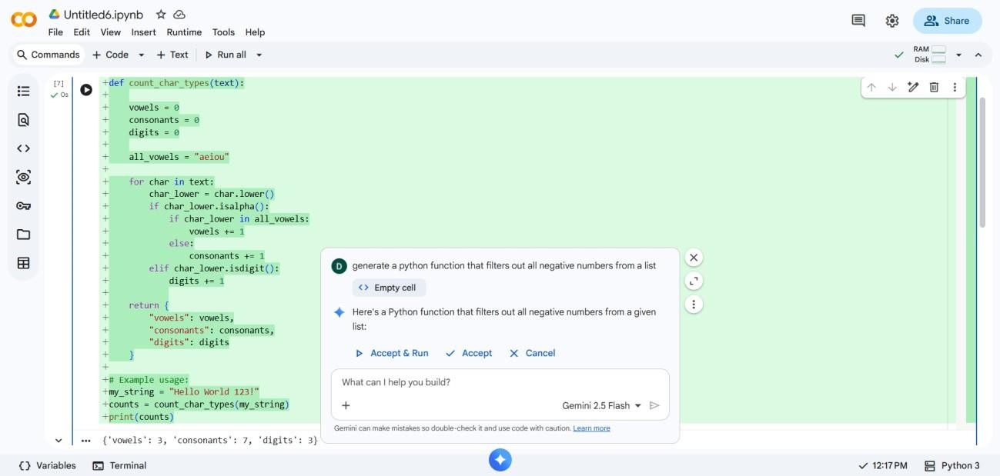 Untitled6.ipynb
File Edit View Insert Runtime Tools Help
Share
Commands + Code + Text Run all
RAM
Disk
[7]
0s
+def count_char_types(text):
+
+    vowels = 0
+    consonants = 0
+    digits = 0
+
+    all_vowels = "aeiou"
+
+    for char in text:
+        char_lower = char.lower()
+        if char_lower.isalpha():
+            if char_lower in all_vowels:
+                vowels += 1
+            else:
+                consonants += 1
+        elif char_lower.isdigit():
+            digits += 1
+
+    return {
+        "vowels": vowels,
+        "consonants": consonants,
+        "digits": digits
+    }
+
+# Example usage:
+my_string = "Hello World 123!"
+counts = count_char_types(my_string)
+print(counts)
{'vowels': 3, 'consonants': 7, 'digits': 3}
D
generate a python function that filters out all negative numbers from a list
Empty cell
Here's a Python function that filters out all negative numbers from a given
list:
Accept & Run Accept Cancel
What can I help you build?
+ Gemini 2.5 Flash
Gemini can make mistakes so double-check it and use code with caution. Learn more
{} Variables Terminal
12:17 PM Python 3